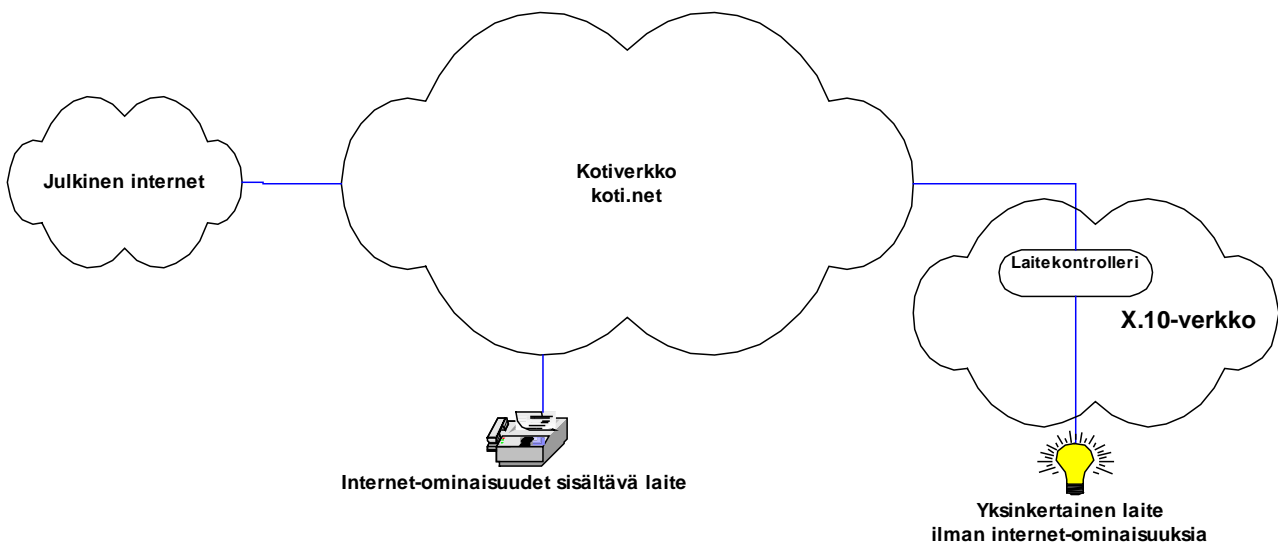 Julkinen internet
Kotiverkko
koti.net
Laitekontrolleri
X.10-verkko
Internet-ominaisuudet sisältävä laite
Yksinkertainen laite
ilman internet-ominaisuuksia